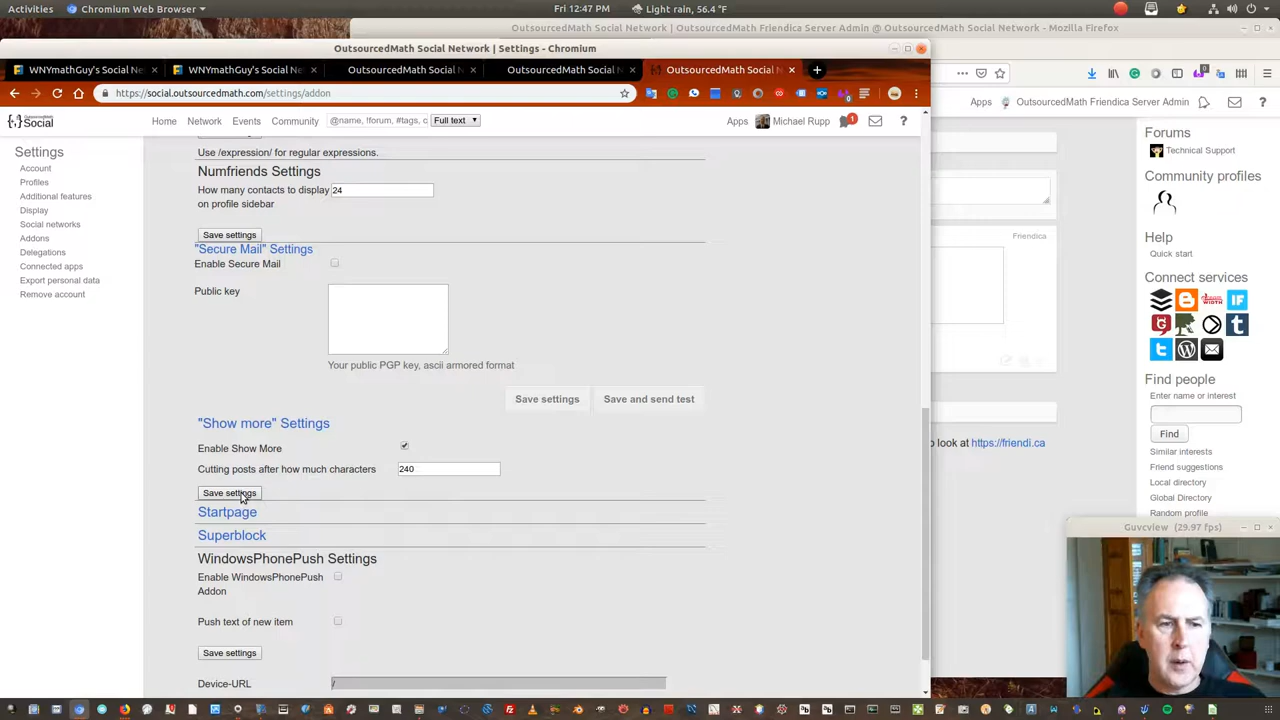 Activities
Chromium Web Browser
Fri 12:47 PM
Light rain, 56.4 °F
OutsourcedMath Social Network | OutsourcedMath Friendica Server Admin @ OutsourcedMath Social Network - Mozilla Firefox
OutsourcedMath Social Network | Settings - Chromium
WNYmathGuy's Social Ne
WNYmathGuy's Social Ne
OutsourcedMath Social N
OutsourcedMath Social N
OutsourcedMath Social N
https://social.outsourcedmath.com/settings/addon
Social
Home
Network
Events
Community
@name, !forum, #tags, c
Full text
Apps
Michael Rupp
1
Apps
OutsourcedMath Friendica Server Admin
Settings
Account
Profiles
Additional features
Display
Social networks
Addons
Delegations
Connected apps
Export personal data
Remove account
Use /expression/ for regular expressions.
Numfriends Settings
How many contacts to display
on profile sidebar
24
Save settings
"Secure Mail" Settings
Enable Secure Mail
Public key
Your public PGP key, ascii armored format
Save settings
Save and send test
"Show more" Settings
Enable Show More
Cutting posts after how much characters
240
Save settings
Startpage
Superblock
WindowsPhonePush Settings
Enable WindowsPhonePush
Addon
Push text of new item
Save settings
Device-URL
/
Friendica
o look at https://friendi.ca
Forums
Technical Support
Community profiles
Help
Quick start
Connect services
Find people
Enter name or interest
Find
Similar interests
Friend suggestions
Local directory
Global Directory
Random profile
Guvcview (29.97 fps)